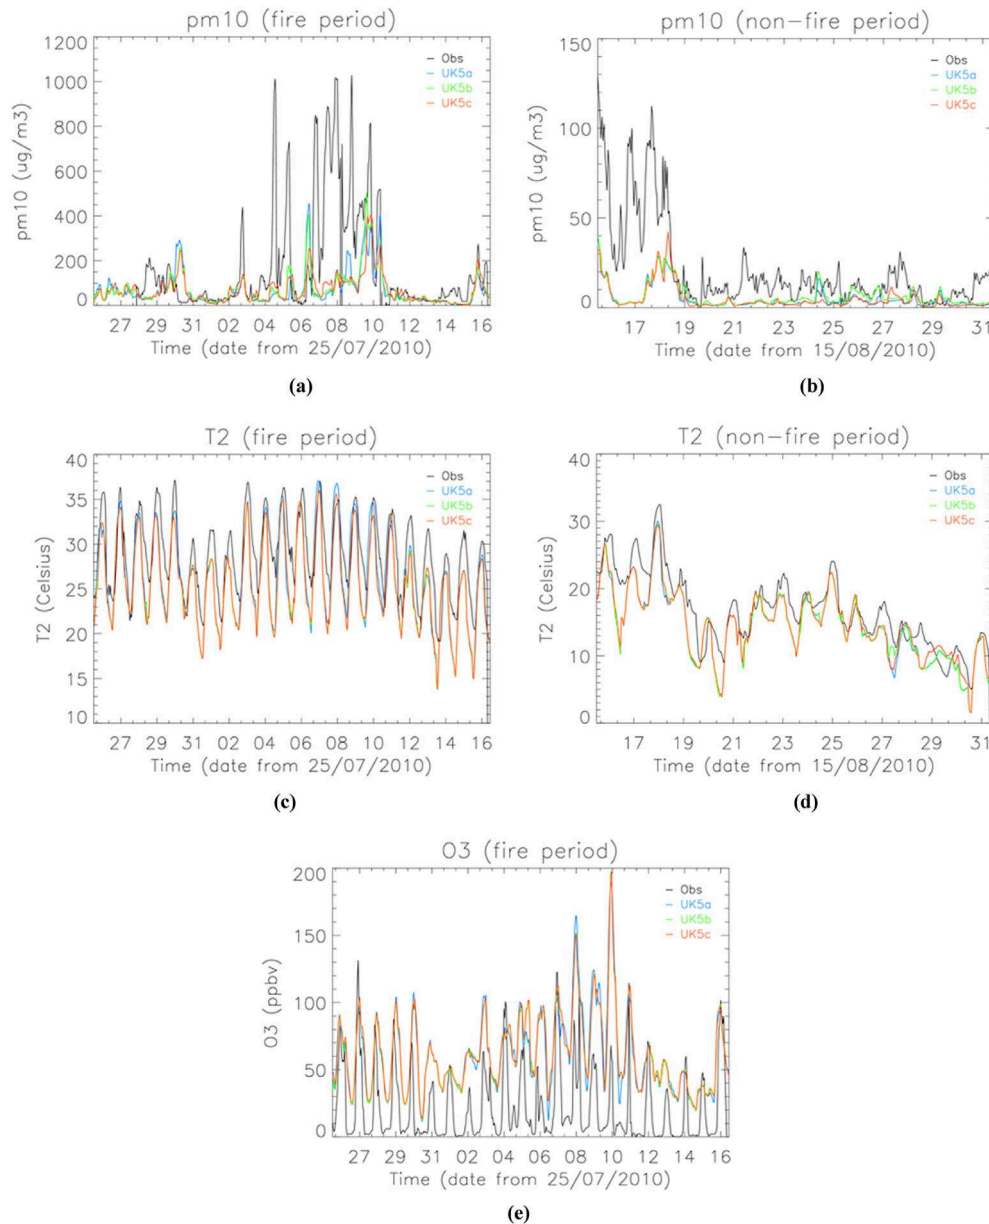 pm10 (fire period)
1200
1000
800
600
400
200
0
pm10 (ug/m3)
Obs
UK5a
UK5b
UK5c
27 29 31 02 04 06 08 10 12 14 16
Time (date from 25/07/2010)
(a)
pm10 (non-fire period)
150
100
50
0
pm10 (ug/m3)
Obs
UK5a
UK5b
UK5c
17 19 21 23 25 27 29 31
Time (date from 15/08/2010)
(b)
T2 (fire period)
40
35
30
25
20
15
10
T2 (Celsius)
Obs
UK5a
UK5b
UK5c
27 29 31 02 04 06 08 10 12 14 16
Time (date from 25/07/2010)
(c)
T2 (non-fire period)
40
30
20
10
0
T2 (Celsius)
Obs
UK5a
UK5b
UK5c
17 19 21 23 25 27 29 31
Time (date from 15/08/2010)
(d)
O3 (fire period)
200
150
100
50
0
O3 (ppbv)
Obs
UK5a
UK5b
UK5c
27 29 31 02 04 06 08 10 12 14 16
Time (date from 25/07/2010)
(e)